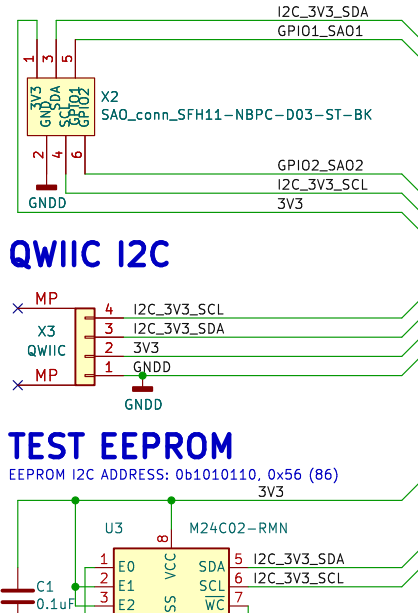 I2C_3V3_SDA
GPIO1_SAO1
1 3 5
3V3 SDA GPIO1
GND SCL GPIO2
X2
SAO_conn_SFH11-NBPC-D03-ST-BK
2 4 6
GPIO2_SAO2
I2C_3V3_SCL
GNDD
3V3
QWIIC I2C
MP
4 I2C_3V3_SCL
X3
3 I2C_3V3_SDA
QWIIC
2 3V3
MP
1 GNDD
GNDD
TEST EEPROM
EEPROM I2C ADDRESS: 0b1010110, 0x56 (86)
3V3
U3
M24C02-RMN
8
VCC
1 E0 SDA 5 I2C_3V3_SDA
2 E1 SCL 6 I2C_3V3_SCL
C1
0.1uF
3 E2 SS WC 7